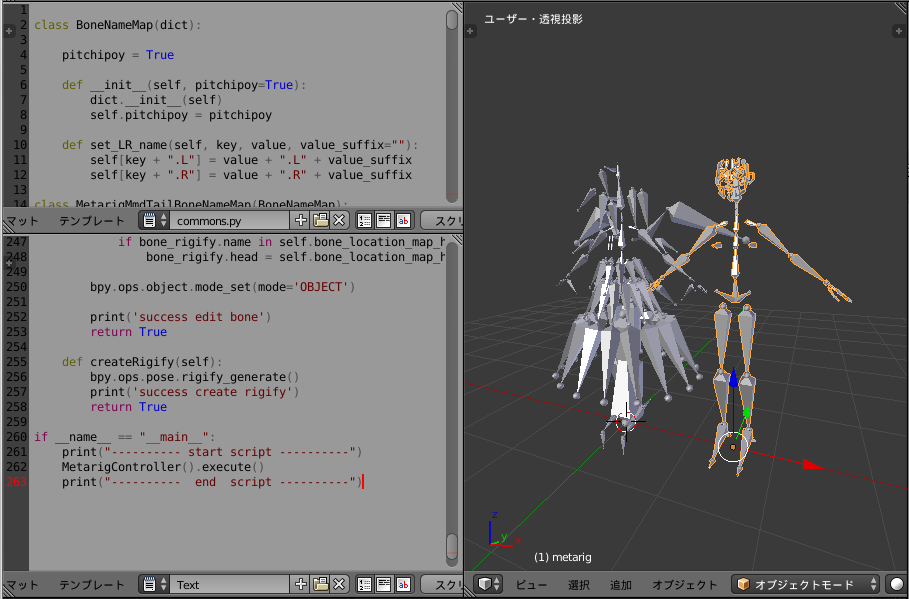 1
2 class BoneNameMap(dict):
3
4     pitchipoy = True
5
6     def __init__(self, pitchipoy=True):
7         dict.__init__(self)
8         self.pitchipoy = pitchipoy
9
10     def set_LR_name(self, key, value, value_suffix=""):
11         self[key + ".L"] = value + ".L" + value_suffix
12         self[key + ".R"] = value + ".R" + value_suffix
13
14 class MetarigMmdTailBoneNameMap(BoneNameMap):
マット テンプレート commons.py スクリ
247             if bone_rigify.name in self.bone_location_map_h
248                 bone_rigify.head = self.bone_location_map_h
249
250         bpy.ops.object.mode_set(mode='OBJECT')
251
252         print('success edit bone')
253         return True
254
255     def createRigify(self):
256         bpy.ops.pose.rigify_generate()
257         print('success create rigify')
258         return True
259
260 if __name__ == "__main__":
261     print("---------- start script ----------")
262     MetarigController().execute()
263     print("----------  end  script ----------")
マット テンプレート Text スクリ
ユーザー・透視投影
z
y
x
(1) metarig
ビュー 選択 追加 オブジェクト オブジェクトモード